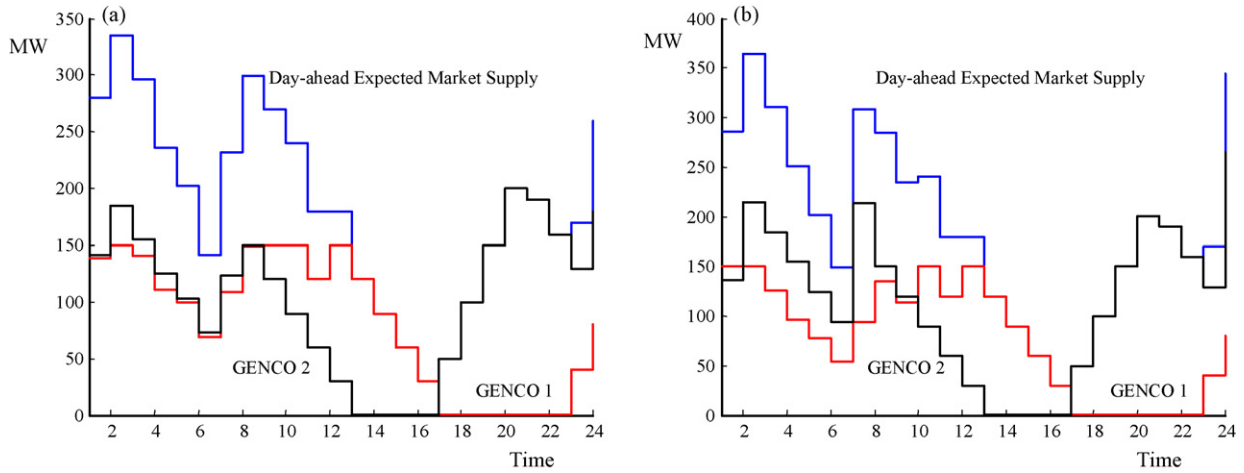 (a)
MW
350
300
250
200
150
100
50
0
Day-ahead Expected Market Supply
GENCO 2
GENCO 1
2 4 6 8 10 12 14 16 18 20 22 24
Time
(b)
MW
400
350
300
250
200
150
100
50
0
Day-ahead Expected Market Supply
GENCO 2
GENCO 1
2 4 6 8 10 12 14 16 18 20 22 24
Time